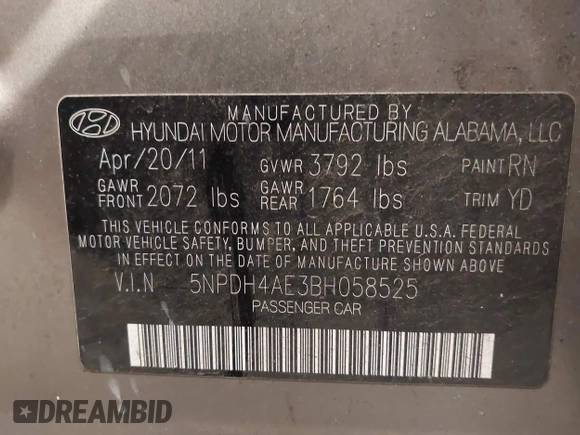 MANUFACTURED BY
HYUNDAI MOTOR MANUFACTURING ALABAMA, LLC
Apr/20/11 GVWR 3792 lbs PAINT RN
GAWR FRONT 2072 lbs GAWR REAR 1764 lbs TRIM YD
THIS VEHICLE CONFORMS TO ALL APPLICABLE U.S.A. FEDERAL
MOTOR VEHICLE SAFETY, BUMPER, AND THEFT PREVENTION STANDARDS
IN EFFECT ON THE DATE OF MANUFACTURE SHOWN ABOVE
V.I.N 5NPDH4AE3BH058525
PASSENGER CAR
DREAMBID